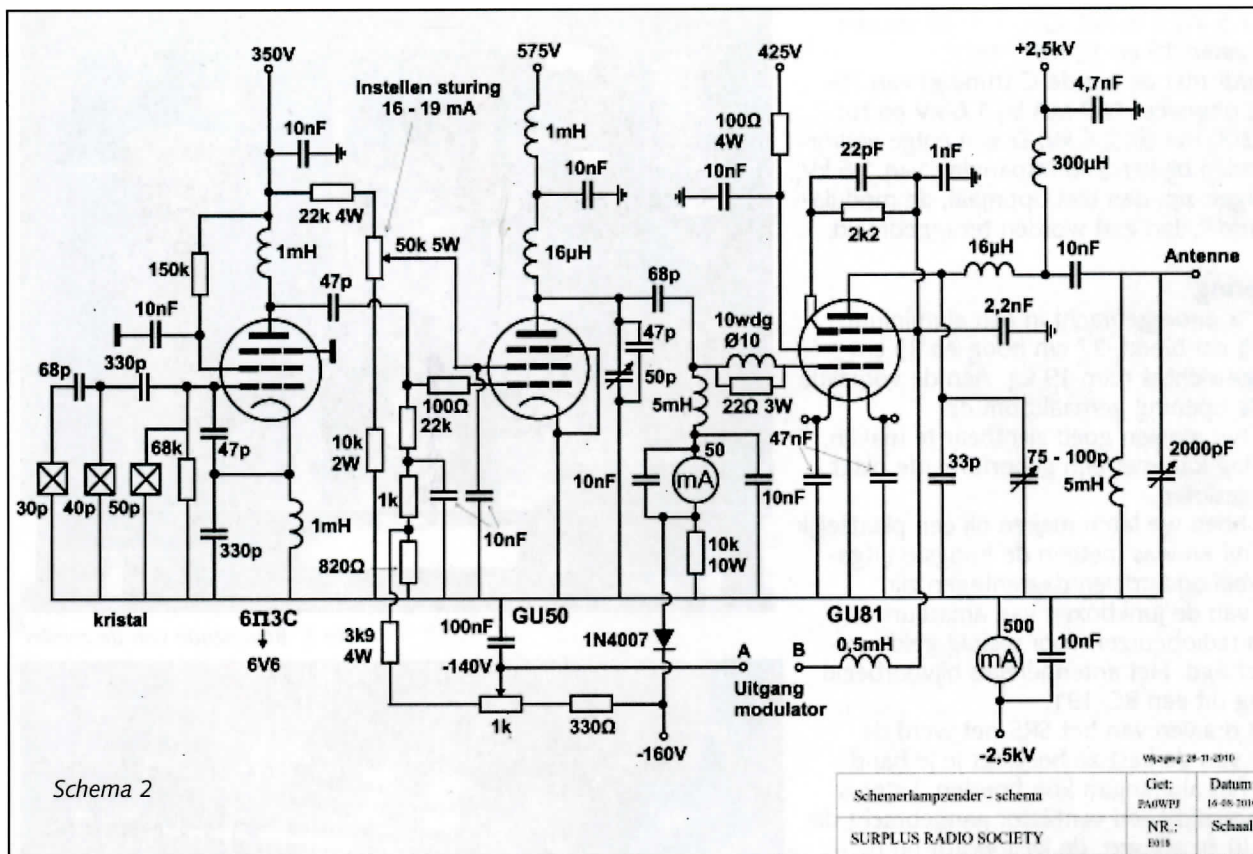 350V
575V
425V
+2,5kV
Instellen sturing
16 - 19 mA
10nF
1mH
10nF
100Ω
4W
22pF
1nF
4,7nF
300µH
22k 4W
10nF
2k2
1mH
50k 5W
16µH
16µH
10nF
Antenne
150k
47p
68p
10nF
47p
10wdg
Ø10
2,2nF
68p
330p
50p
100Ω
22k
5mH
22Ω 3W
68k
47p
10k
2W
50
47nF
33p
75 - 100p
2000pF
5mH
mA
10nF
10nF
30p
40p
50p
1mH
1k
10nF
330p
820Ω
10k
10W
kristal
6П3С
6V6
GU50
GU81
3k9
4W
100nF
1N4007
0,5mH
500
mA
10nF
-140V
A
B
Uitgang
modulator
1k
330Ω
-160V
-2,5kV
Schema 2
Wijziging: 28-11-2010
Schemerlampzender - schema
Get:
PA0WPJ
Datum
16-08-2010
SURPLUS RADIO SOCIETY
NR.:
Schaal